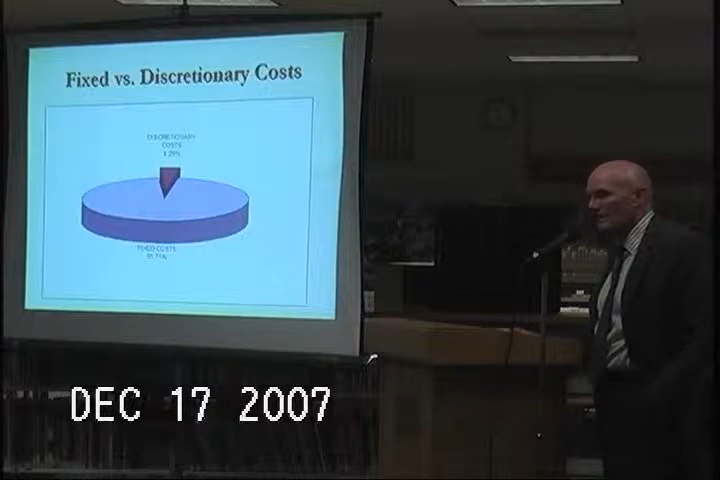 Fixed vs. Discretionary Costs
DISCRETIONARY
COSTS
FIXED COSTS
DEC 17 2007